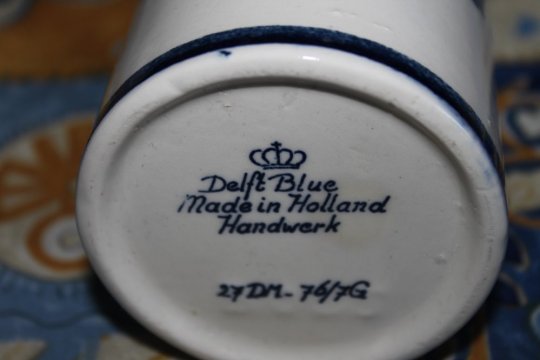 Delft Blue
Made in Holland
Handwerk
27DM-76/7G